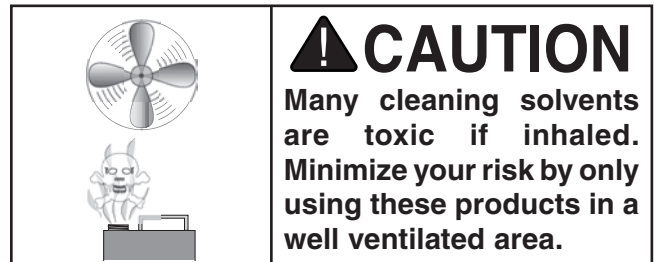 CAUTION
Many cleaning solvents
are toxic if inhaled.
Minimize your risk by only
using these products in a
well ventilated area.